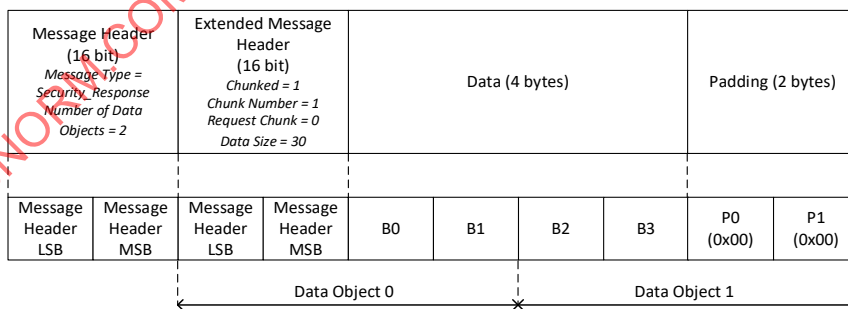 Message Header
(16 bit)
Message Type =
Security_Response
Number of Data
Objects = 2
Extended Message
Header
(16 bit)
Chunked = 1
Chunk Number = 1
Request Chunk = 0
Data Size = 30
Data (4 bytes)
Padding (2 bytes)
Message
Header
LSB
Message
Header
MSB
Message
Header
LSB
Message
Header
MSB
B0
B1
B2
B3
P0
(0x00)
P1
(0x00)
Data Object 0
Data Object 1
NORM.COM